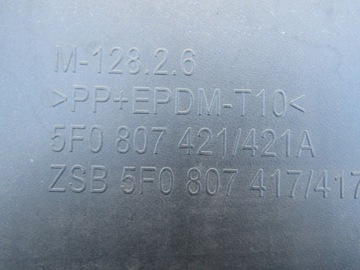 M-128.2.6
>PP+EPDM-T10<
5F0 807 421/421A
ZSB 5F0 807 417/417